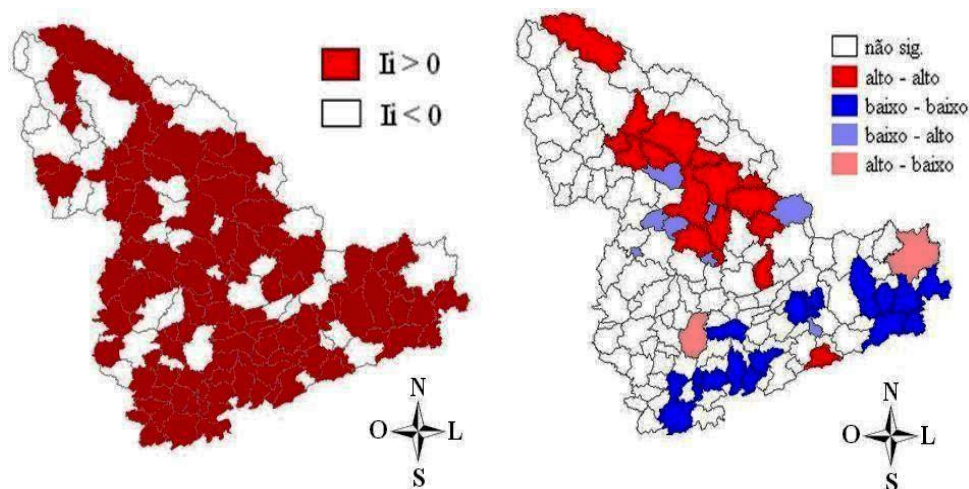 Ii > 0
Ii < 0
N
O L
S
não sig.
alto - alto
baixo - baixo
baixo - alto
alto - baixo
N
O L
S